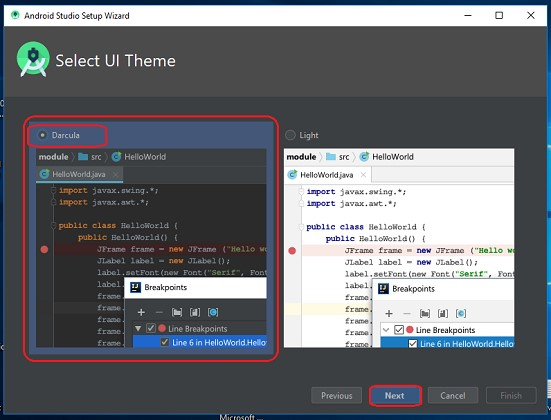 Android Studio Setup Wizard
Select UI Theme
Darcula
module src HelloWorld
HelloWorld.java
import javax.swing.*;
import java.awt.*;
public class HelloWorld {
public HelloWorld() {
JFrame frame = new JFrame ("Hello wo
JLabel label = new JLabel();
label.setFont(new Font("Serif", Font
label.
frame.
frame.
frame.
frame.
Breakpoints
Line Breakpoints
Line 6 in HelloWorld.Hello
Light
module src HelloWorld
HelloWorld.java
import javax.swing.*;
import java.awt.*;
public class HelloWorld {
public HelloWorld() {
JFrame frame = new JFrame ("Hello wo
JLabel label = new JLabel();
label.setFont(new Font("Serif", Font
label.
frame.
frame.
frame.
frame.
Breakpoints
Line Breakpoints
Line 6 in HelloWorld.Hello
Previous
Next
Cancel
Finish
Microsoft ...